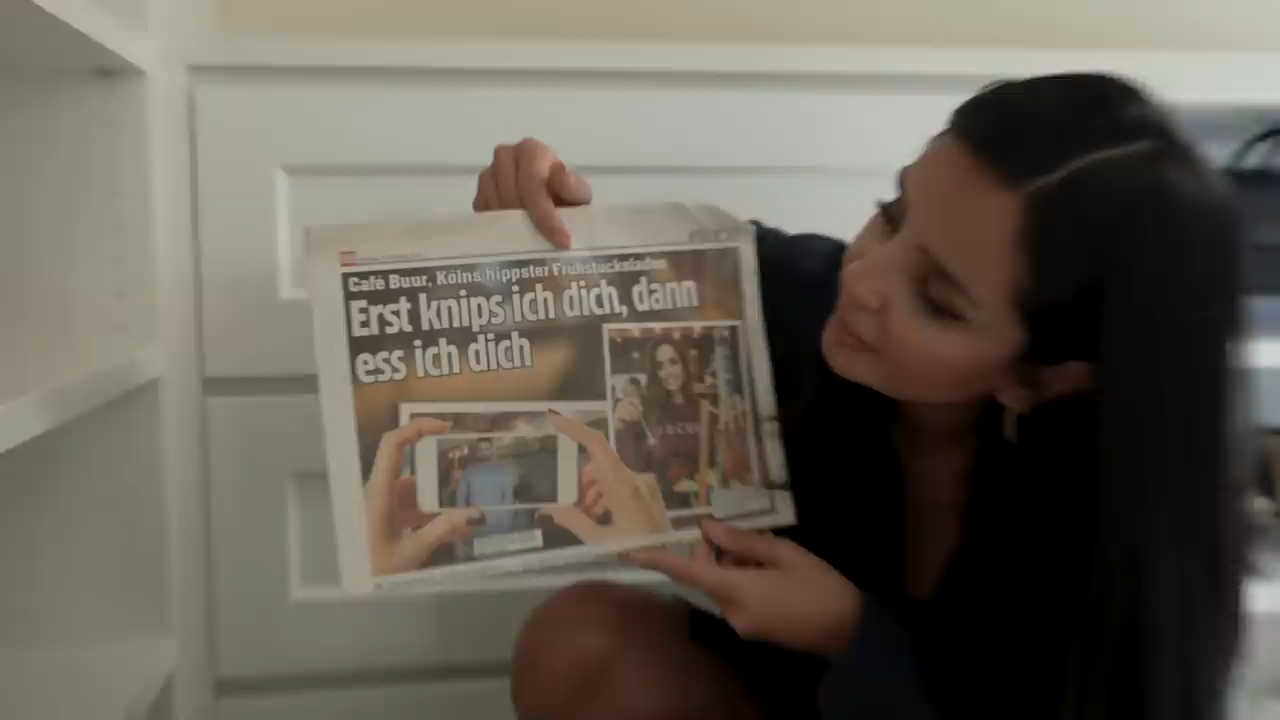 Café Buur, Kölns hippster Frühstücksladen
Erst knips ich dich, dann
ess ich dich